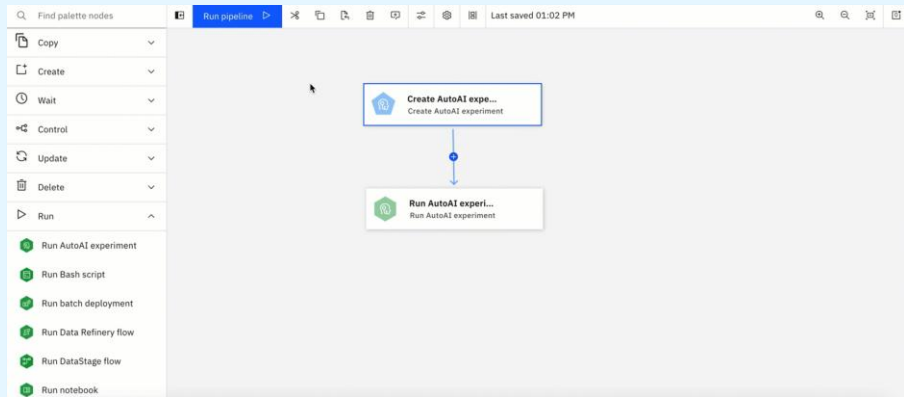 Find palette nodes
Run pipeline
Last saved 01:02 PM
Copy
Create
Wait
Control
Update
Delete
Run
Run AutoAI experiment
Run Bash script
Run batch deployment
Run Data Refinery flow
Run DataStage flow
Run notebook
Create AutoAI expe...
Create AutoAI experiment
Run AutoAI experi...
Run AutoAI experiment